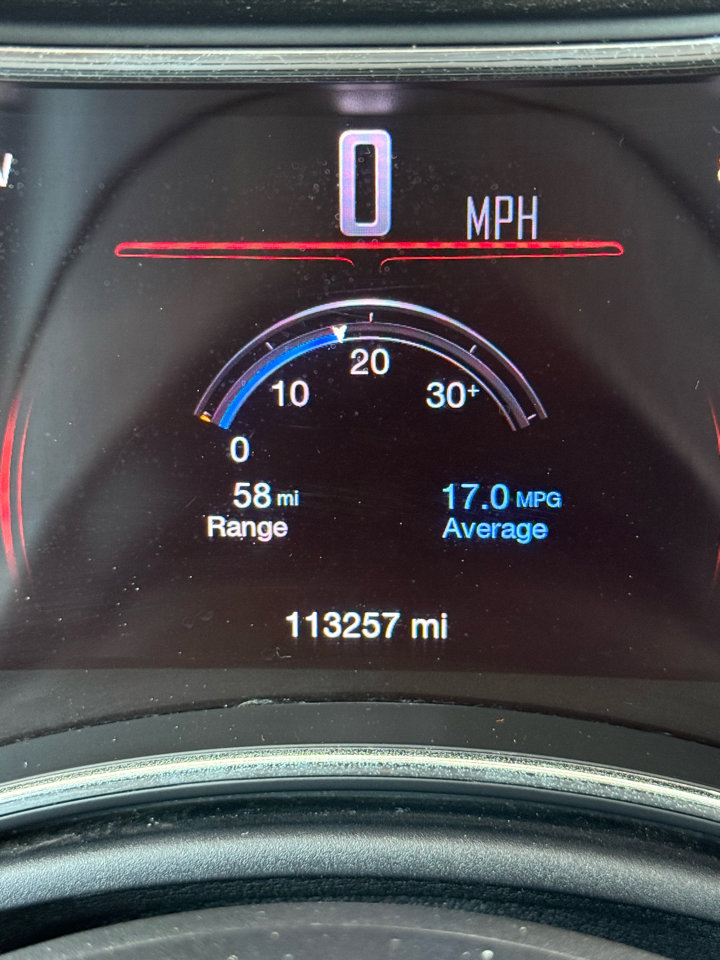 0 MPH
20
10 30+
0
58 mi 17.0 MPG
Range Average
113257 mi